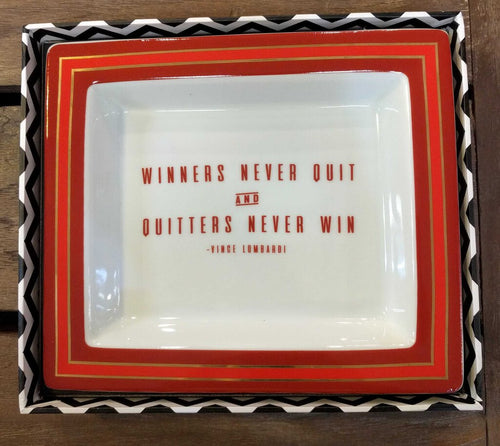 WINNERS NEVER QUIT
AND
QUITTERS NEVER WIN
-VINCE LOMBARDI